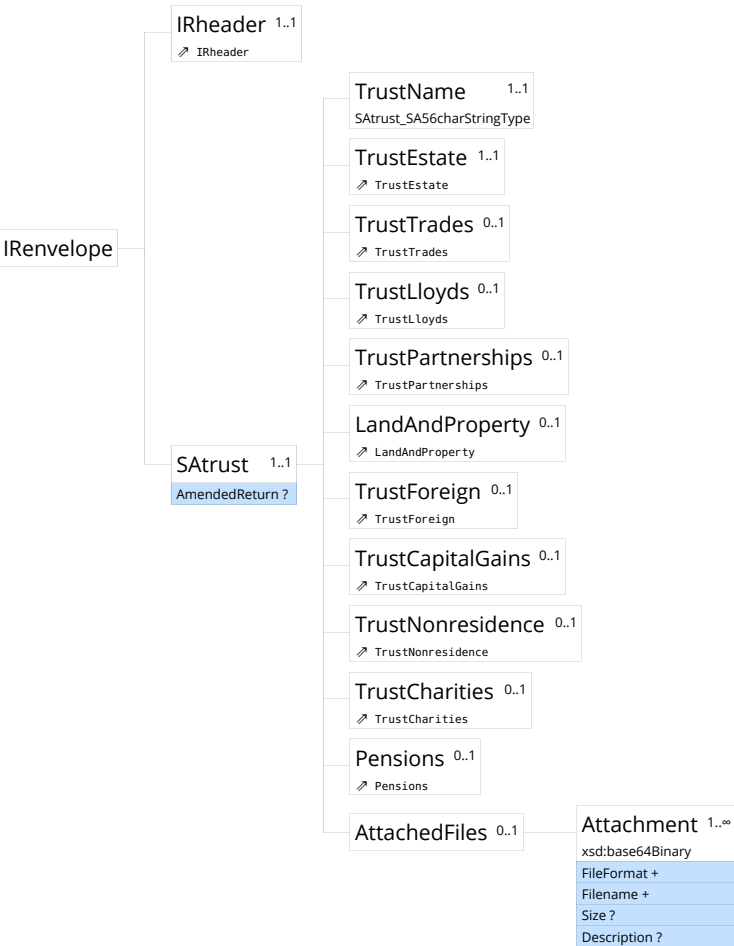 IRheader 1..1
⇗ IRheader
TrustName 1..1
SAtrust_SA56charStringType
TrustEstate 1..1
⇗ TrustEstate
TrustTrades 0..1
⇗ TrustTrades
IRenvelope
TrustLloyds 0..1
⇗ TrustLloyds
TrustPartnerships 0..1
⇗ TrustPartnerships
LandAndProperty 0..1
⇗ LandAndProperty
SAtrust 1..1
AmendedReturn ?
TrustForeign 0..1
⇗ TrustForeign
TrustCapitalGains 0..1
⇗ TrustCapitalGains
TrustNonresidence 0..1
⇗ TrustNonresidence
TrustCharities 0..1
⇗ TrustCharities
Pensions 0..1
⇗ Pensions
AttachedFiles 0..1
Attachment 1..∞
xsd:base64Binary
FileFormat +
Filename +
Size ?
Description ?